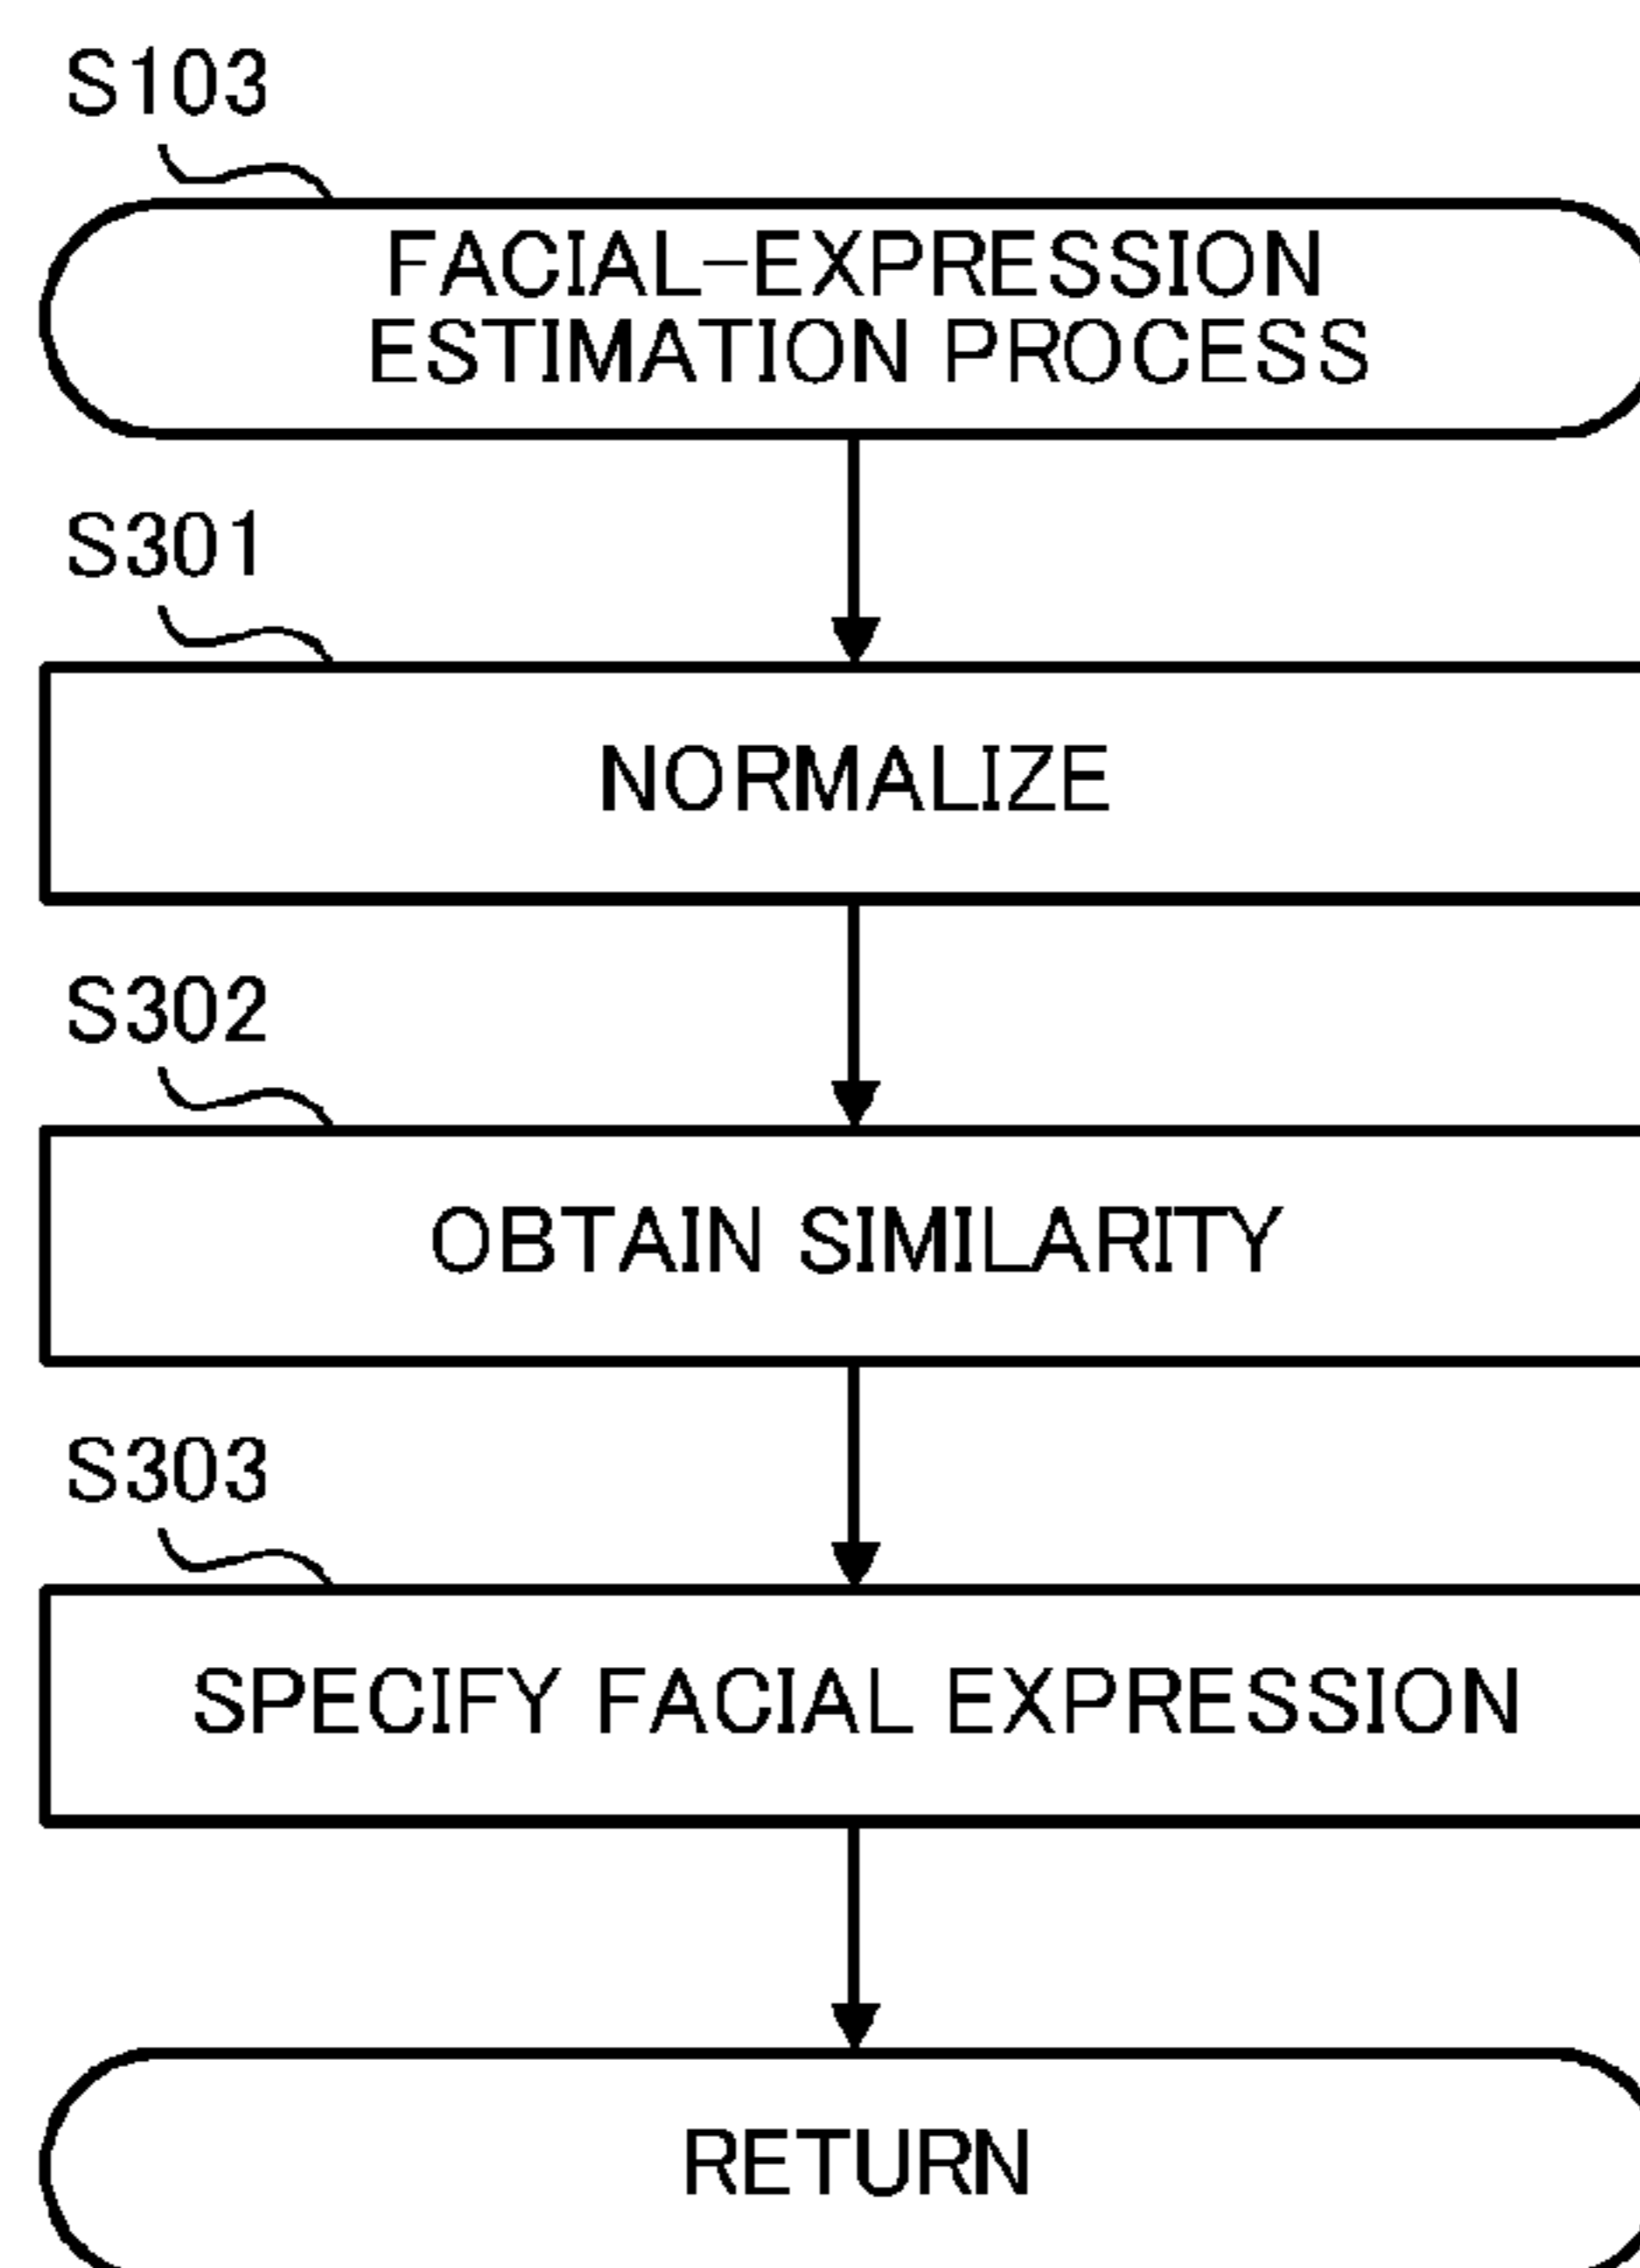 S103
FACIAL-EXPRESSION
ESTIMATION PROCESS
S301
NORMALIZE
S302
OBTAIN SIMILARITY
S303
SPECIFY FACIAL EXPRESSION
RETURN